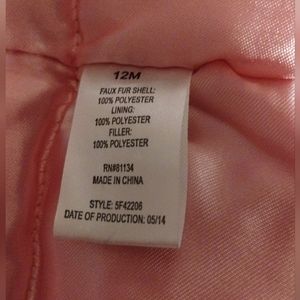 12M
FAUX FUR SHELL:
100% POLYESTER
LINING:
100% POLYESTER
FILLER:
100% POLYESTER
RN#81134
MADE IN CHINA
STYLE: 5F42206
DATE OF PRODUCTION: 05/14